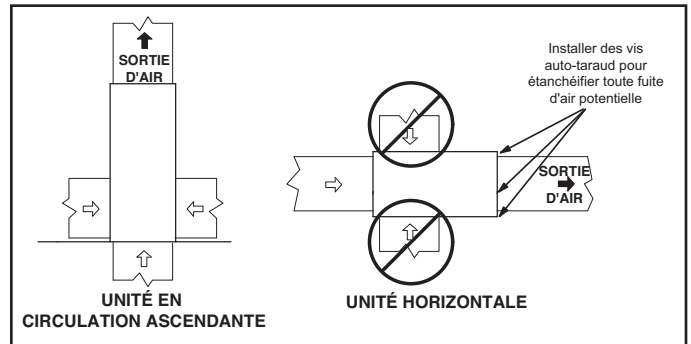 SORTIE
D'AIR
UNITÉ EN
CIRCULATION ASCENDANTE
Installer des vis
auto-taraud pour
étanchéifier toute fuite
d'air potentielle
SORTIE
D'AIR
UNITÉ HORIZONTALE